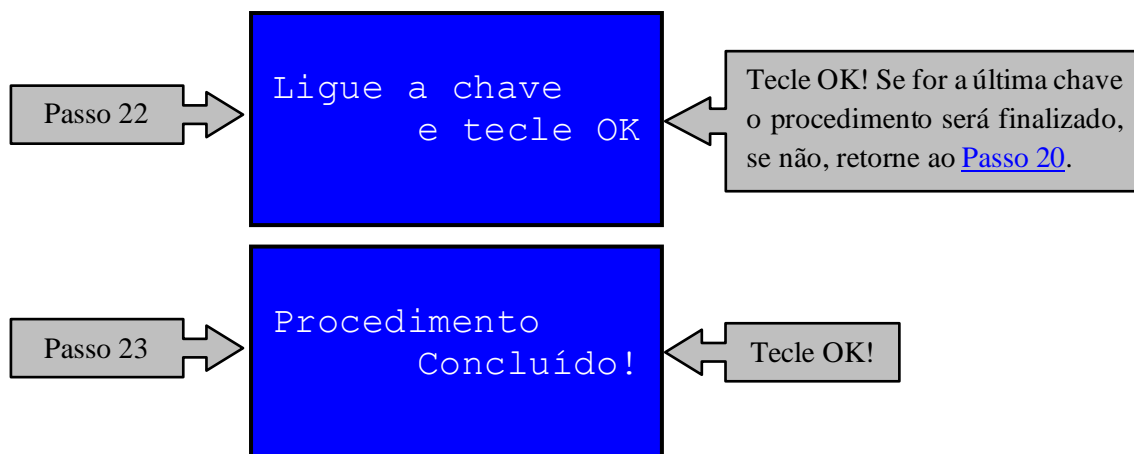 Passo 22
Ligue a chave
e tecle OK
Tecle OK! Se for a última chave
o procedimento será finalizado,
se não, retorne ao Passo 20.
Passo 23
Procedimento
Concluído!
Tecle OK!